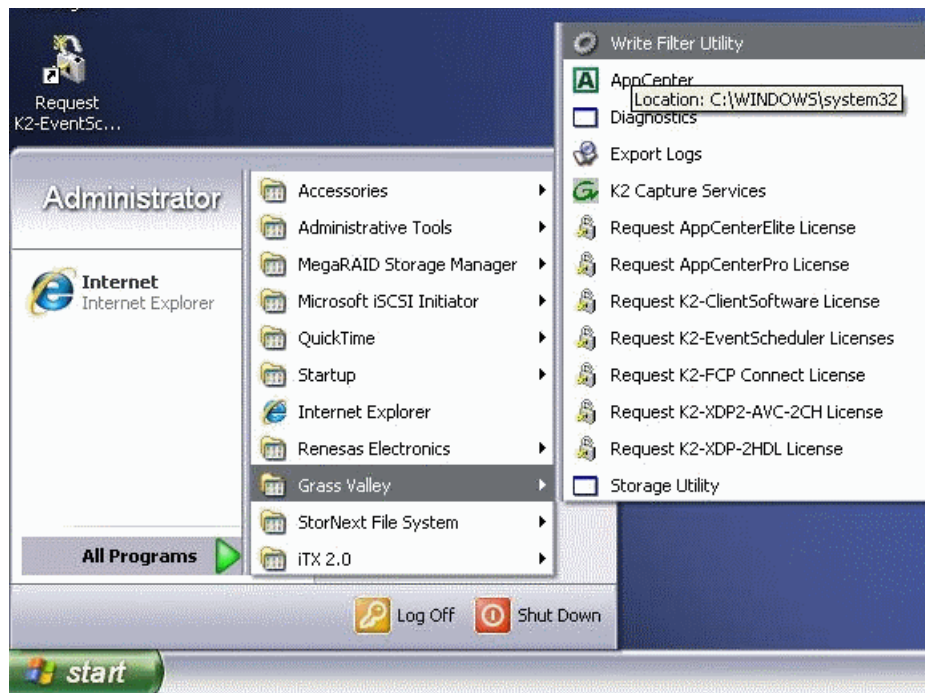 Request
K2-EventSc...
Administrator
Internet
Internet Explorer
All Programs
Accessories
Administrative Tools
MegaRAID Storage Manager
Microsoft iSCSI Initiator
QuickTime
Startup
Internet Explorer
Renesas Electronics
Grass Valley
StorNext File System
iTX 2.0
Write Filter Utility
AppCenter
Location: C:\WINDOWS\system32
Diagnostics
Export Logs
K2 Capture Services
Request AppCenterElite License
Request AppCenterPro License
Request K2-ClientSoftware License
Request K2-EventScheduler Licenses
Request K2-FCP Connect License
Request K2-XDP2-AVC-2CH License
Request K2-XDP-2HDL License
Storage Utility
Log Off
Shut Down
start